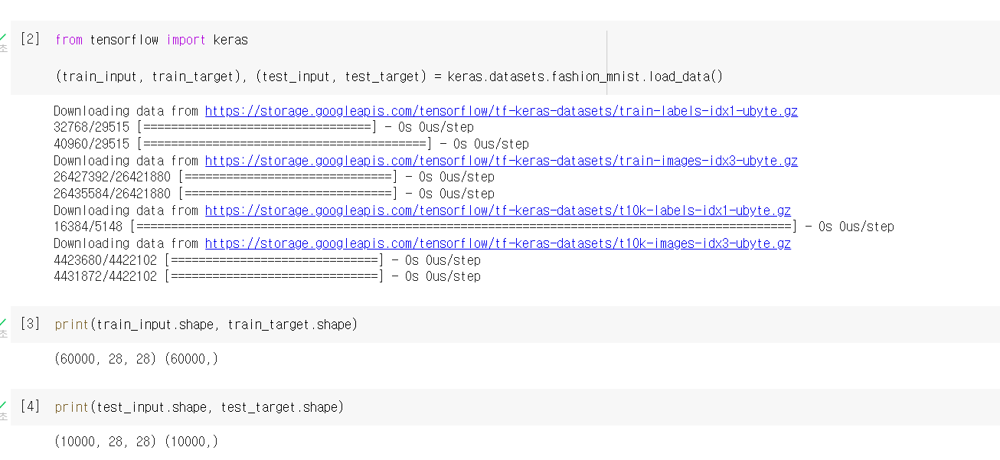 [2] from tensorflow import keras
초
(train_input, train_target), (test_input, test_target) = keras.datasets.fashion_mnist.load_data()
Downloading data from https://storage.googleapis.com/tensorflow/tf-keras-datasets/train-labels-idx1-ubyte.gz
32768/29515 [=================================] - 0s 0us/step
40960/29515 [=========================================] - 0s 0us/step
Downloading data from https://storage.googleapis.com/tensorflow/tf-keras-datasets/train-images-idx3-ubyte.gz
26427392/26421880 [==============================] - 0s 0us/step
26435584/26421880 [==============================] - 0s 0us/step
Downloading data from https://storage.googleapis.com/tensorflow/tf-keras-datasets/t10k-labels-idx1-ubyte.gz
16384/5148 [===============================================================================================] - 0s 0us/step
Downloading data from https://storage.googleapis.com/tensorflow/tf-keras-datasets/t10k-images-idx3-ubyte.gz
4423680/4422102 [==============================] - 0s 0us/step
4431872/4422102 [==============================] - 0s 0us/step
[3] print(train_input.shape, train_target.shape)
초
(60000, 28, 28) (60000,)
[4] print(test_input.shape, test_target.shape)
초
(10000, 28, 28) (10000,)